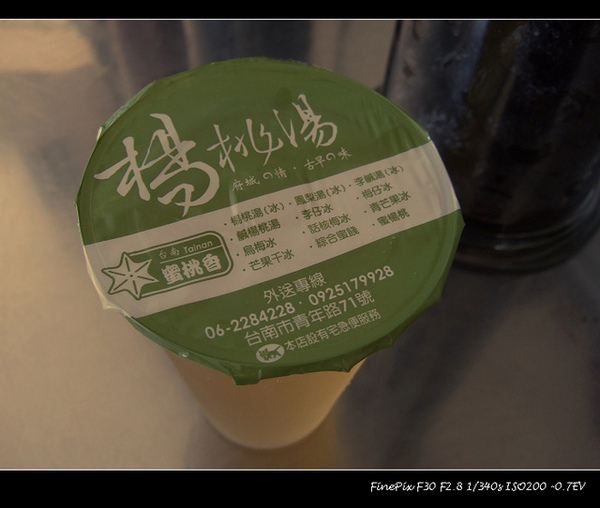 楊桃湯
府城の情．古早の味
．楊桃湯(冰)．鳳梨湯(冰)．李鹹湯(冰)
．鹹楊桃湯．李仔冰．梅仔冰
．烏梅冰．話梅冰．青芒果冰
．芒果干冰．綜合蜜餞．蜜楊桃
台南 Tainan
蜜桃香
外送專線
06-2284228．0925179928
台南市青年路71號
本店設有宅急便服務
FinePix F30 F2.8 1/340s ISO200 -0.7EV